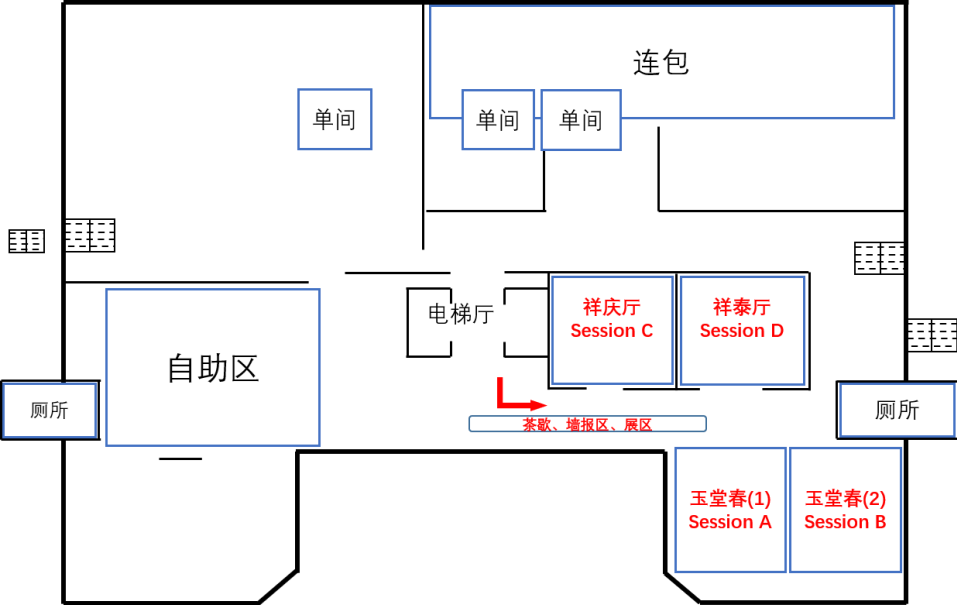 连包
单间
单间
单间
电梯厅
祥庆厅
Session C
祥泰厅
Session D
自助区
厕所
厕所
茶歇、墙报区、展区
玉堂春(1)
Session A
玉堂春(2)
Session B